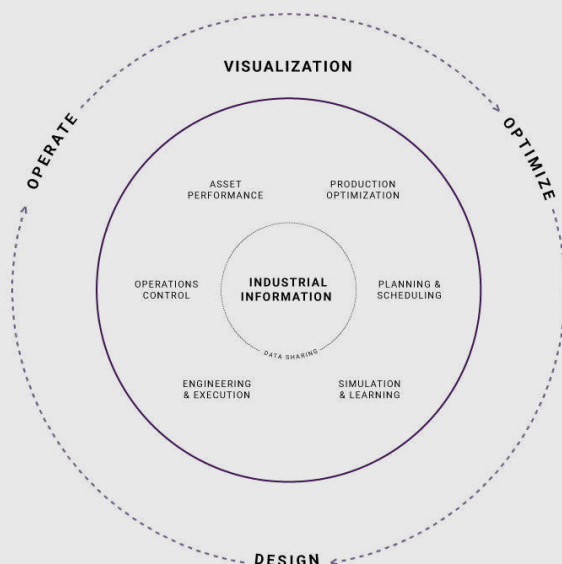 VISUALIZATION
OPERATE
OPTIMIZE
ASSET
PERFORMANCE
PRODUCTION
OPTIMIZATION
OPERATIONS
CONTROL
INDUSTRIAL
INFORMATION
PLANNING &
SCHEDULING
DATA SHARING
ENGINEERING
& EXECUTION
SIMULATION
& LEARNING
DESIGN